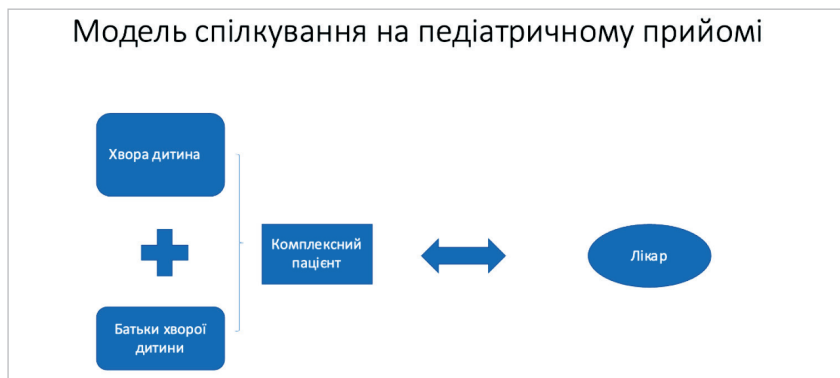 Модель спілкування на педіатричному прийомі
Хвора дитина
Комплексний
пацієнт
Лікар
Батьки хворої
дитини